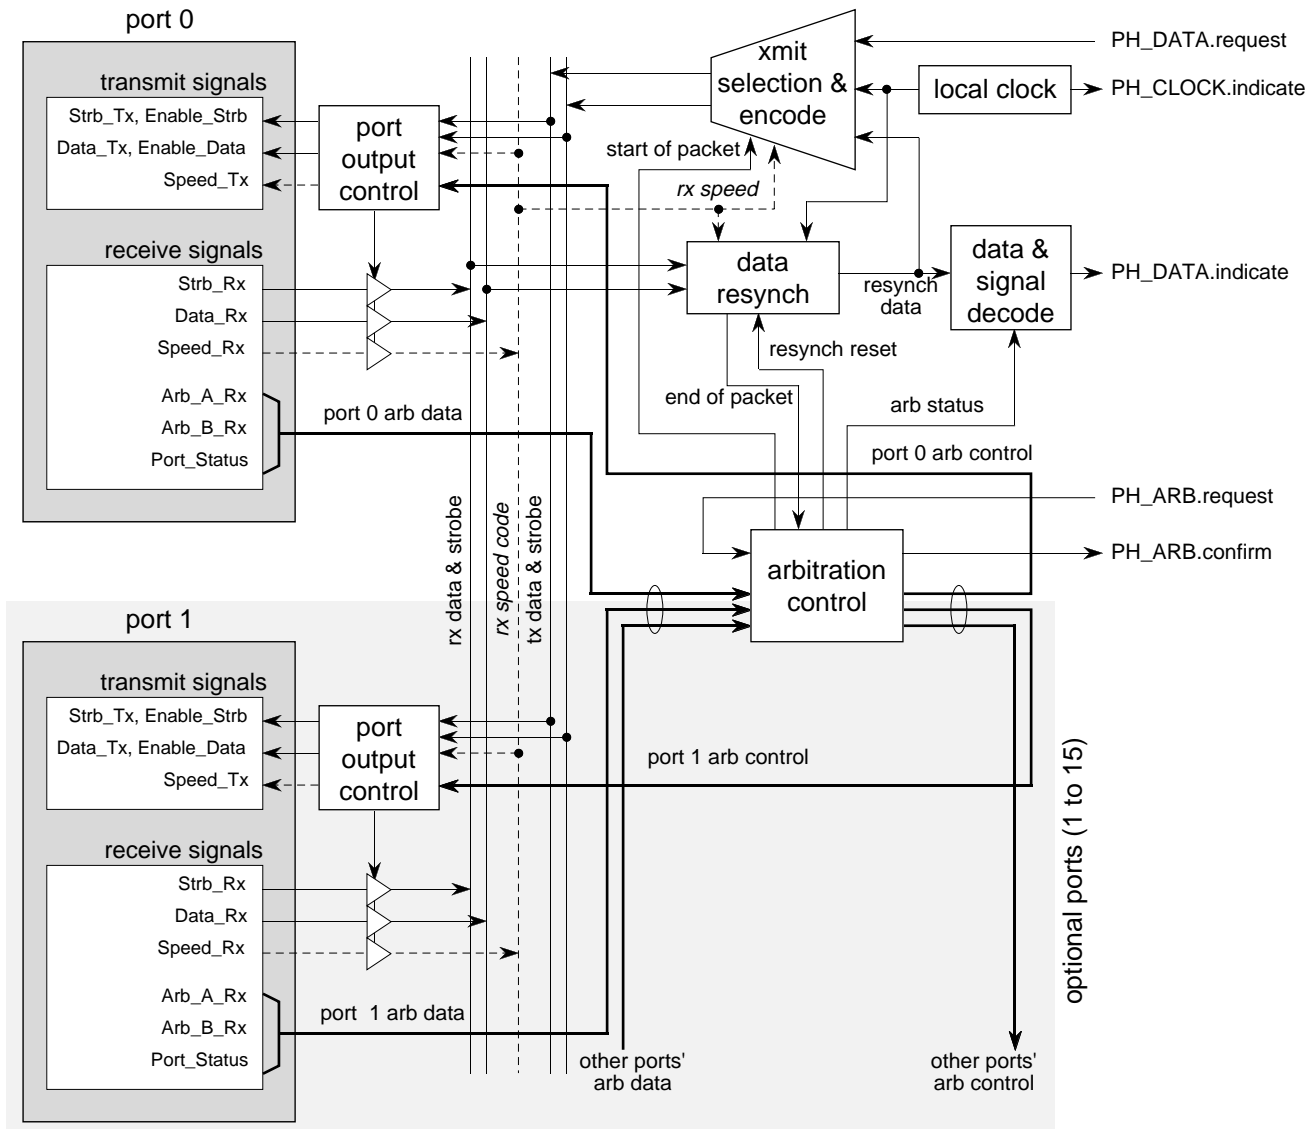 port 0
transmit signals
Strb_Tx, Enable_Strb
Data_Tx, Enable_Data
Speed_Tx
port
output
control
receive signals
Strb_Rx
Data_Rx
Speed_Rx
Arb_A_Rx
Arb_B_Rx
Port_Status
port 0 arb data
xmit
selection &
encode
start of packet
rx speed
local clock
PH_DATA.request
PH_CLOCK.indicate
data
resynch
resynch
data
data &
signal
decode
PH_DATA.indicate
resynch reset
end of packet
arb status
port 0 arb control
PH_ARB.request
PH_ARB.confirm
arbitration
control
rx data & strobe
rx speed code
tx data & strobe
port 1
transmit signals
Strb_Tx, Enable_Strb
Data_Tx, Enable_Data
Speed_Tx
port
output
control
port 1 arb control
receive signals
Strb_Rx
Data_Rx
Speed_Rx
Arb_A_Rx
Arb_B_Rx
Port_Status
port 1 arb data
other ports'
arb data
other ports'
arb control
optional ports (1 to 15)